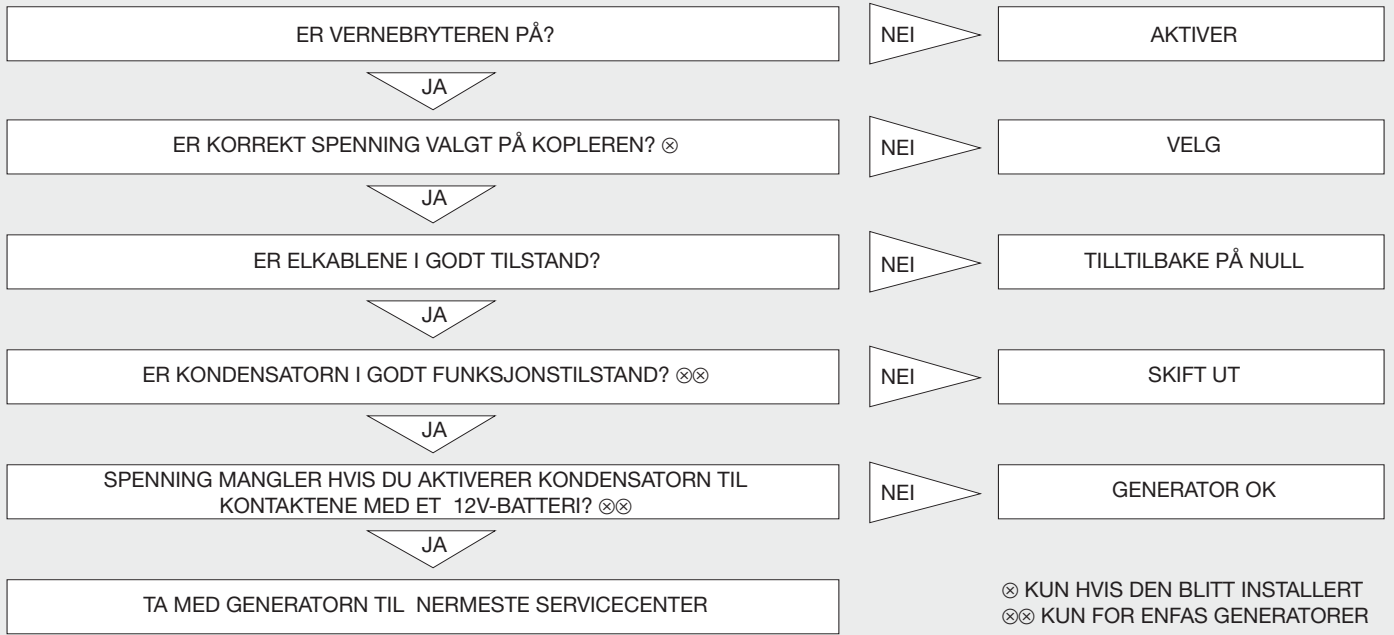 ER VERNEBRYTEREN PÅ?
NEI
AKTIVER
JA
ER KORREKT SPENNING VALGT PÅ KOPLEREN? ⊗
NEI
VELG
JA
ER ELKABLENE I GODT TILSTAND?
NEI
TILLTILBAKE PÅ NULL
JA
ER KONDENSATORN I GODT FUNKSJONSTILSTAND? ⊗⊗
NEI
SKIFT UT
JA
SPENNING MANGLER HVIS DU AKTIVERER KONDENSATORN TIL
KONTAKTENE MED ET 12V-BATTERI? ⊗⊗
NEI
GENERATOR OK
JA
TA MED GENERATORN TIL NERMESTE SERVICECENTER
⊗ KUN HVIS DEN BLITT INSTALLERT
⊗⊗ KUN FOR ENFAS GENERATORER